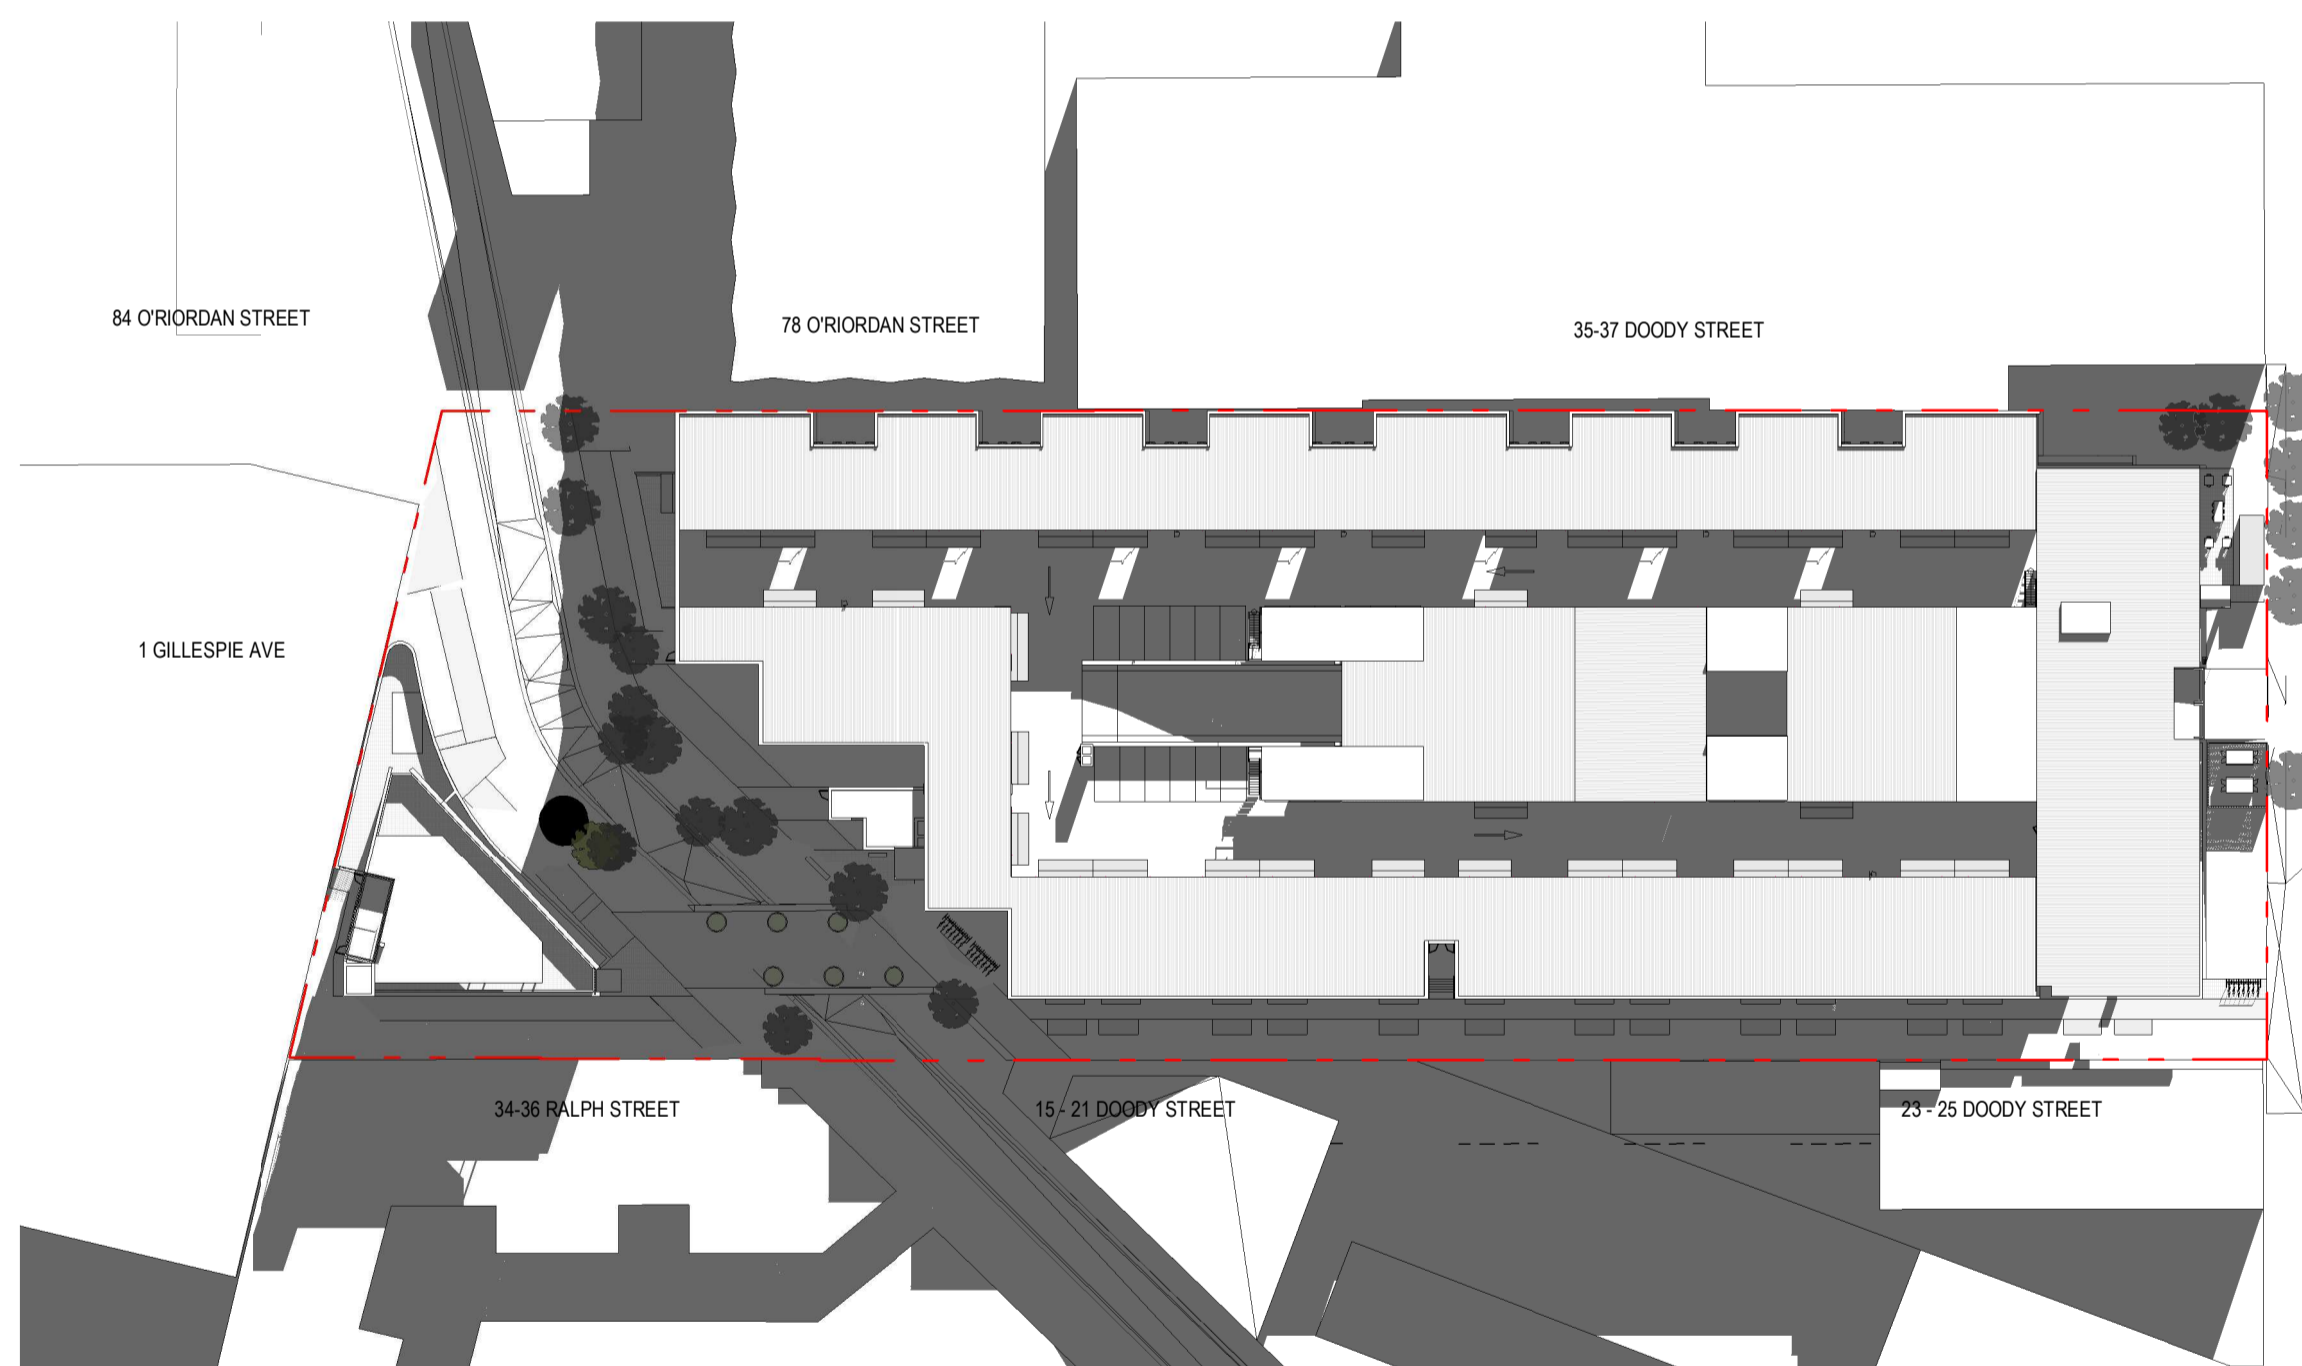 84 O'RIORDAN STREET
78 O'RIORDAN STREET
35-37 DOODY STREET
1 GILLESPIE AVE
34-36 RALPH STREET
15 - 21 DOODY STREET
23 - 25 DOODY STREET